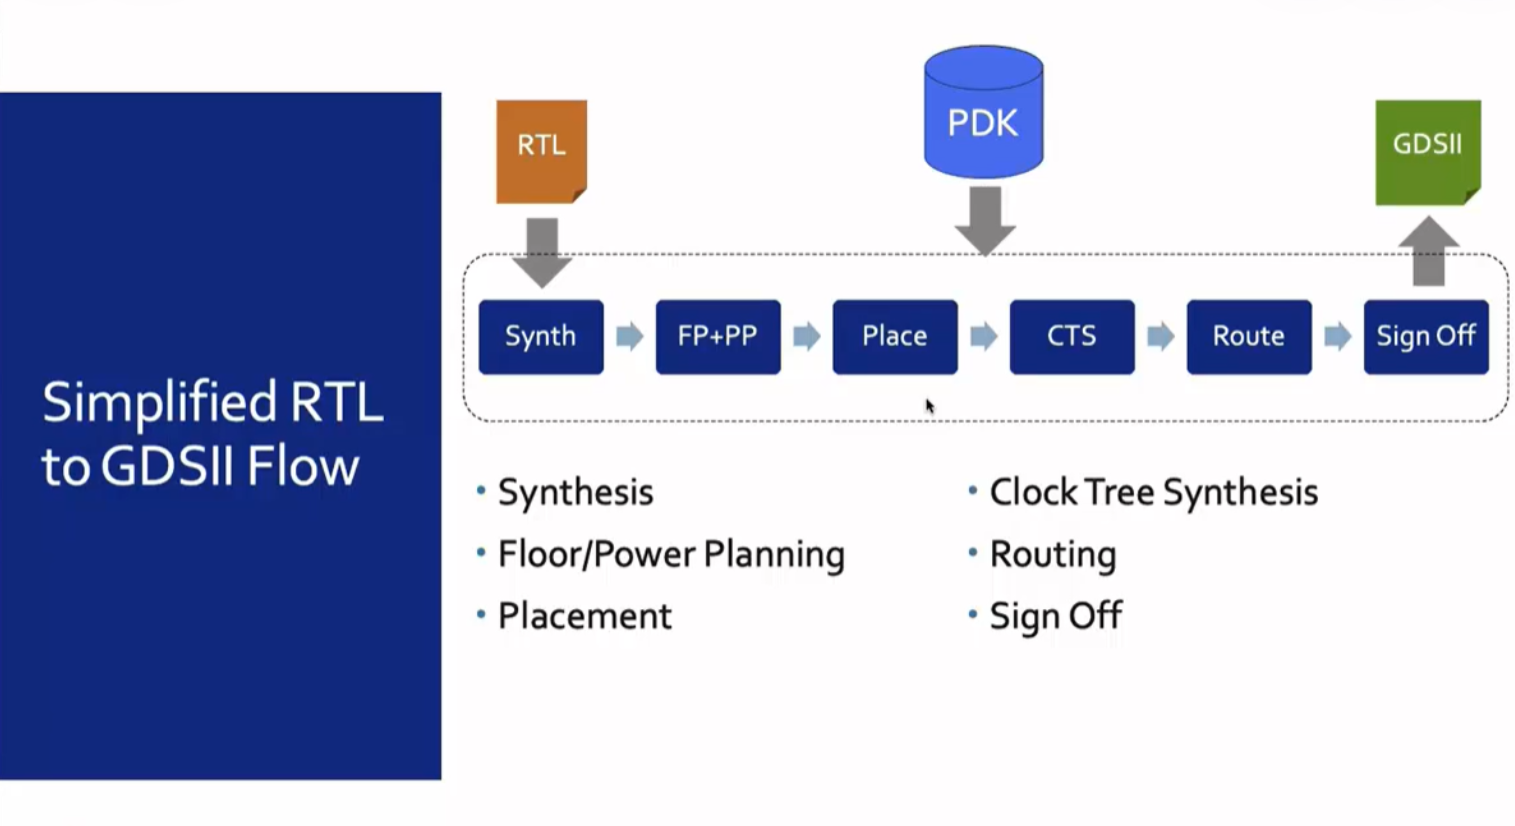 Simplified RTL
to GDSII Flow
RTL
PDK
GDSII
Synth
FP+PP
Place
CTS
Route
Sign Off
• Synthesis
• Floor/Power Planning
• Placement
• Clock Tree Synthesis
• Routing
• Sign Off